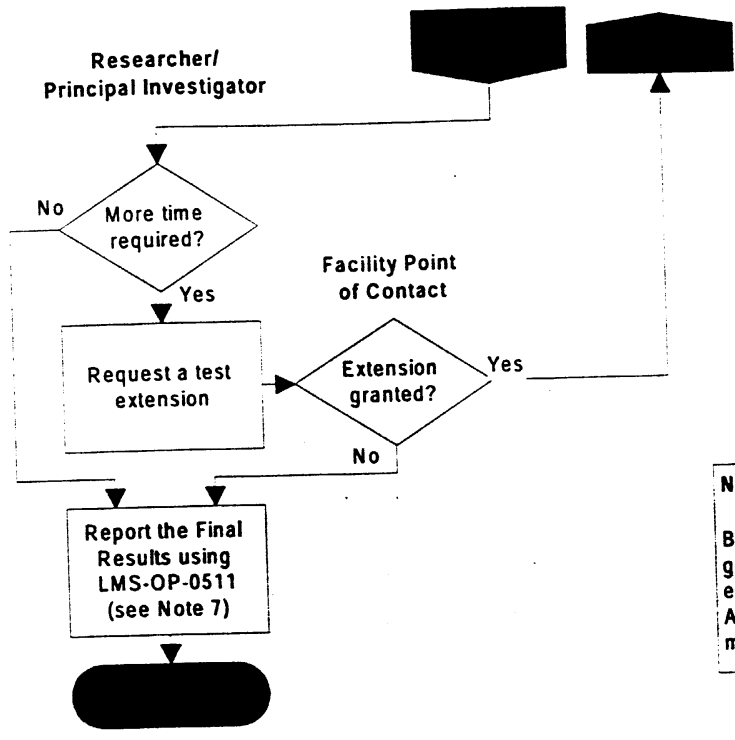 Researcher/
Principal Investigator
No
More time
required?
Yes
Facility Point
of Contact
Request a test
extension
Extension
granted?
Yes
No
Report the Final
Results using
LMS-OP-0511
(see Note 7)
N
B
g
e
A
m